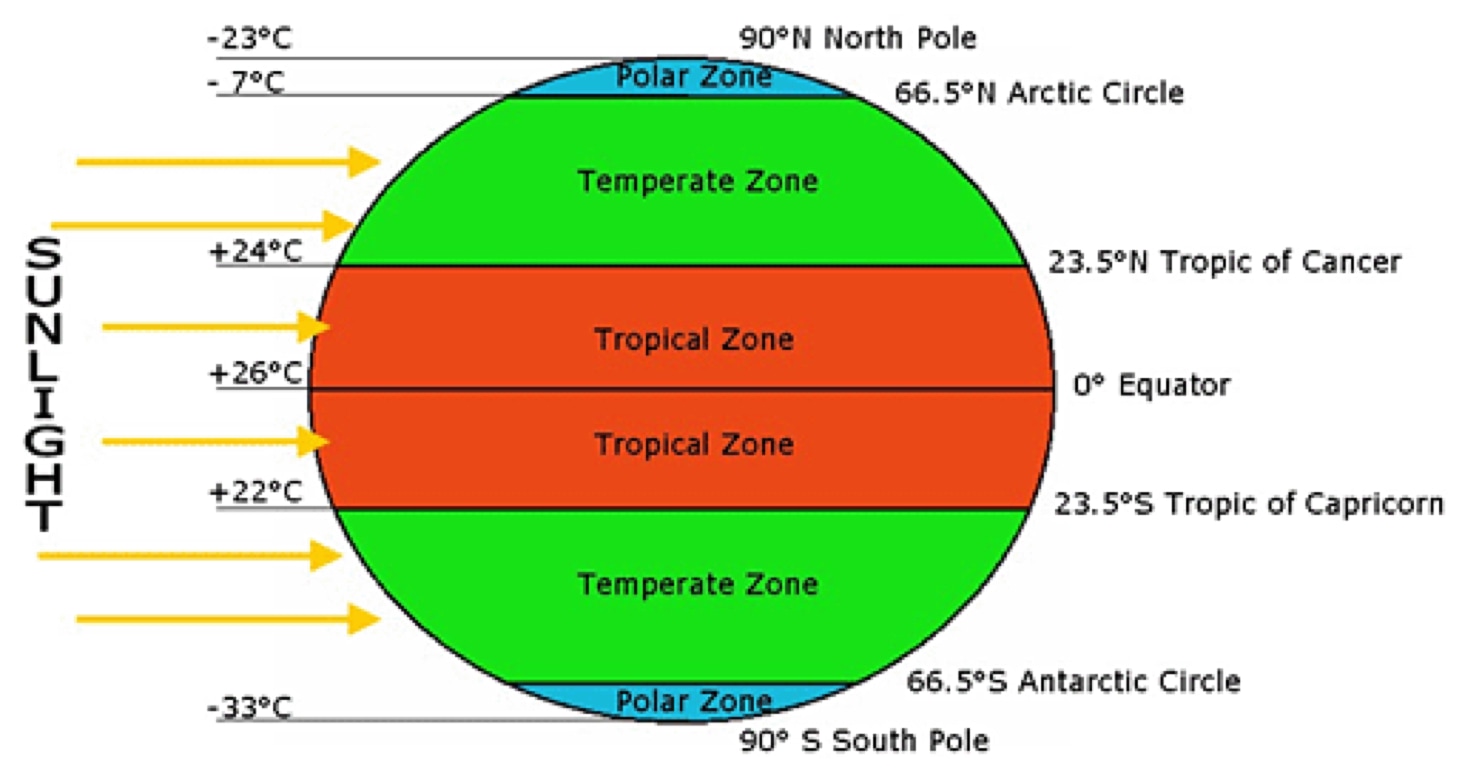 -23°C
90°N North Pole
Polar Zone
- 7°C
66.5°N Arctic Circle
Temperate Zone
SUNLIGHT
+24°C
23.5°N Tropic of Cancer
Tropical Zone
+26°C
0° Equator
Tropical Zone
+22°C
23.5°S Tropic of Capricorn
Temperate Zone
66.5°S Antarctic Circle
Polar Zone
-33°C
90° S South Pole